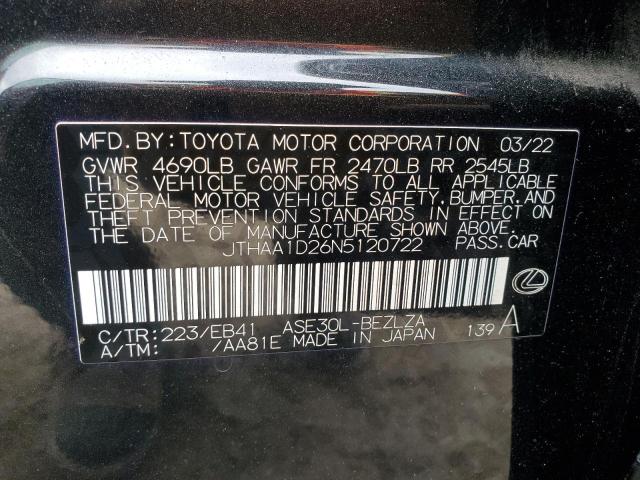 MFD. BY: TOYOTA MOTOR CORPORATION 03/22
GVWR 4690LB GAWR FR 2470LB RR 2545LB
THIS VEHICLE CONFORMS TO ALL APPLICABLE
FEDERAL MOTOR VEHICLE SAFETY, BUMPER, AND
THEFT PREVENTION STANDARDS IN EFFECT ON
THE DATE OF MANUFACTURE SHOWN ABOVE.
JTHAA1D26N5120722 PASS. CAR
C/TR: 223/EB41 ASE30L-BEZLZA
A/TM: /AA81E MADE IN JAPAN 139 A